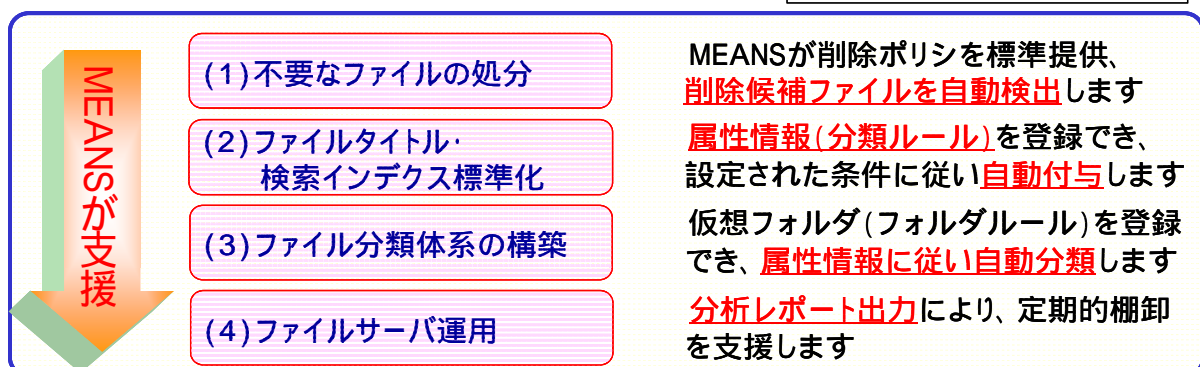 MEANSが支援
(1)不要なファイルの処分
MEANSが削除ポリシを標準提供、
削除候補ファイルを自動検出します
(2)ファイルタイトル・
検索インデクス標準化
属性情報(分類ルール)を登録でき、
設定された条件に従い自動付与します
(3)ファイル分類体系の構築
仮想フォルダ(フォルダルール)を登録
でき、属性情報に従い自動分類します
(4)ファイルサーバ運用
分析レポート出力により、定期的棚卸
を支援します